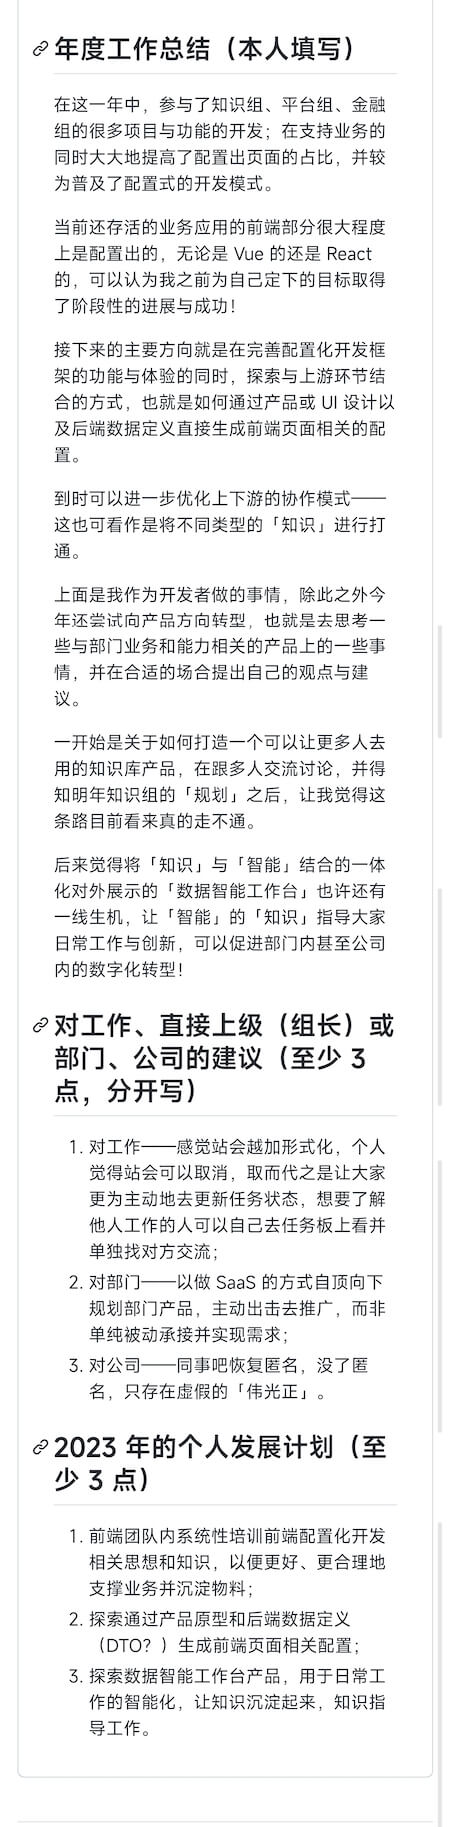 年度工作总结（本人填写）
在这一年中，参与了知识组、平台组、金融
组的很多项目与功能的开发；在支持业务的
同时大大地提高了配置出页面的占比，并较
为普及了配置式的开发模式。
当前还存活的业务应用的前端部分很大程度
上是配置出的，无论是 Vue 的还是 React
的，可以认为我之前为自己定下的目标取得
了阶段性的进展与成功！
接下来的主要方向就是在完善配置化开发框
架的功能与体验的同时，探索与上游环节结
合的方式，也就是如何通过产品或 UI 设计以
及后端数据定义直接生成前端页面相关的配
置。
到时可以进一步优化上下游的协作模式——
这也可看作是将不同类型的「知识」进行打
通。
上面是我作为开发者做的事情，除此之外今
年还尝试向产品方向转型，也就是去思考一
些与部门业务和能力相关的产品上的一些事
情，并在合适的场合提出自己的观点与建
议。
一开始是关于如何打造一个可以让更多人去
用的知识库产品，在跟多人交流讨论，并得
知明年知识组的「规划」之后，让我觉得这
条路目前看来真的走不通。
后来觉得将「知识」与「智能」结合的一体
化对外展示的「数据智能工作台」也许还有
一线生机，让「智能」的「知识」指导大家
日常工作与创新，可以促进部门内甚至公司
内的数字化转型！
对工作、直接上级（组长）或
部门、公司的建议（至少 3
点，分开写）
1. 对工作——感觉站会越加形式化，个人
觉得站会可以取消，取而代之是让大家
更为主动地去更新任务状态，想要了解
他人工作的人可以自己去任务板上看并
单独找对方交流；
2. 对部门——以做 SaaS 的方式自顶向下
规划部门产品，主动出击去推广，而非
单纯被动承接并实现需求；
3. 对公司——同事吧恢复匿名，没了匿
名，只存在虚假的「伟光正」。
2023 年的个人发展计划（至
少 3 点）
1. 前端团队内系统性培训前端配置化开发
相关思想和知识，以便更好、更合理地
支撑业务并沉淀物料；
2. 探索通过产品原型和后端数据定义
（DTO？）生成前端页面相关配置；
3. 探索数据智能工作台产品，用于日常工
作的智能化，让知识沉淀起来，知识指
导工作。